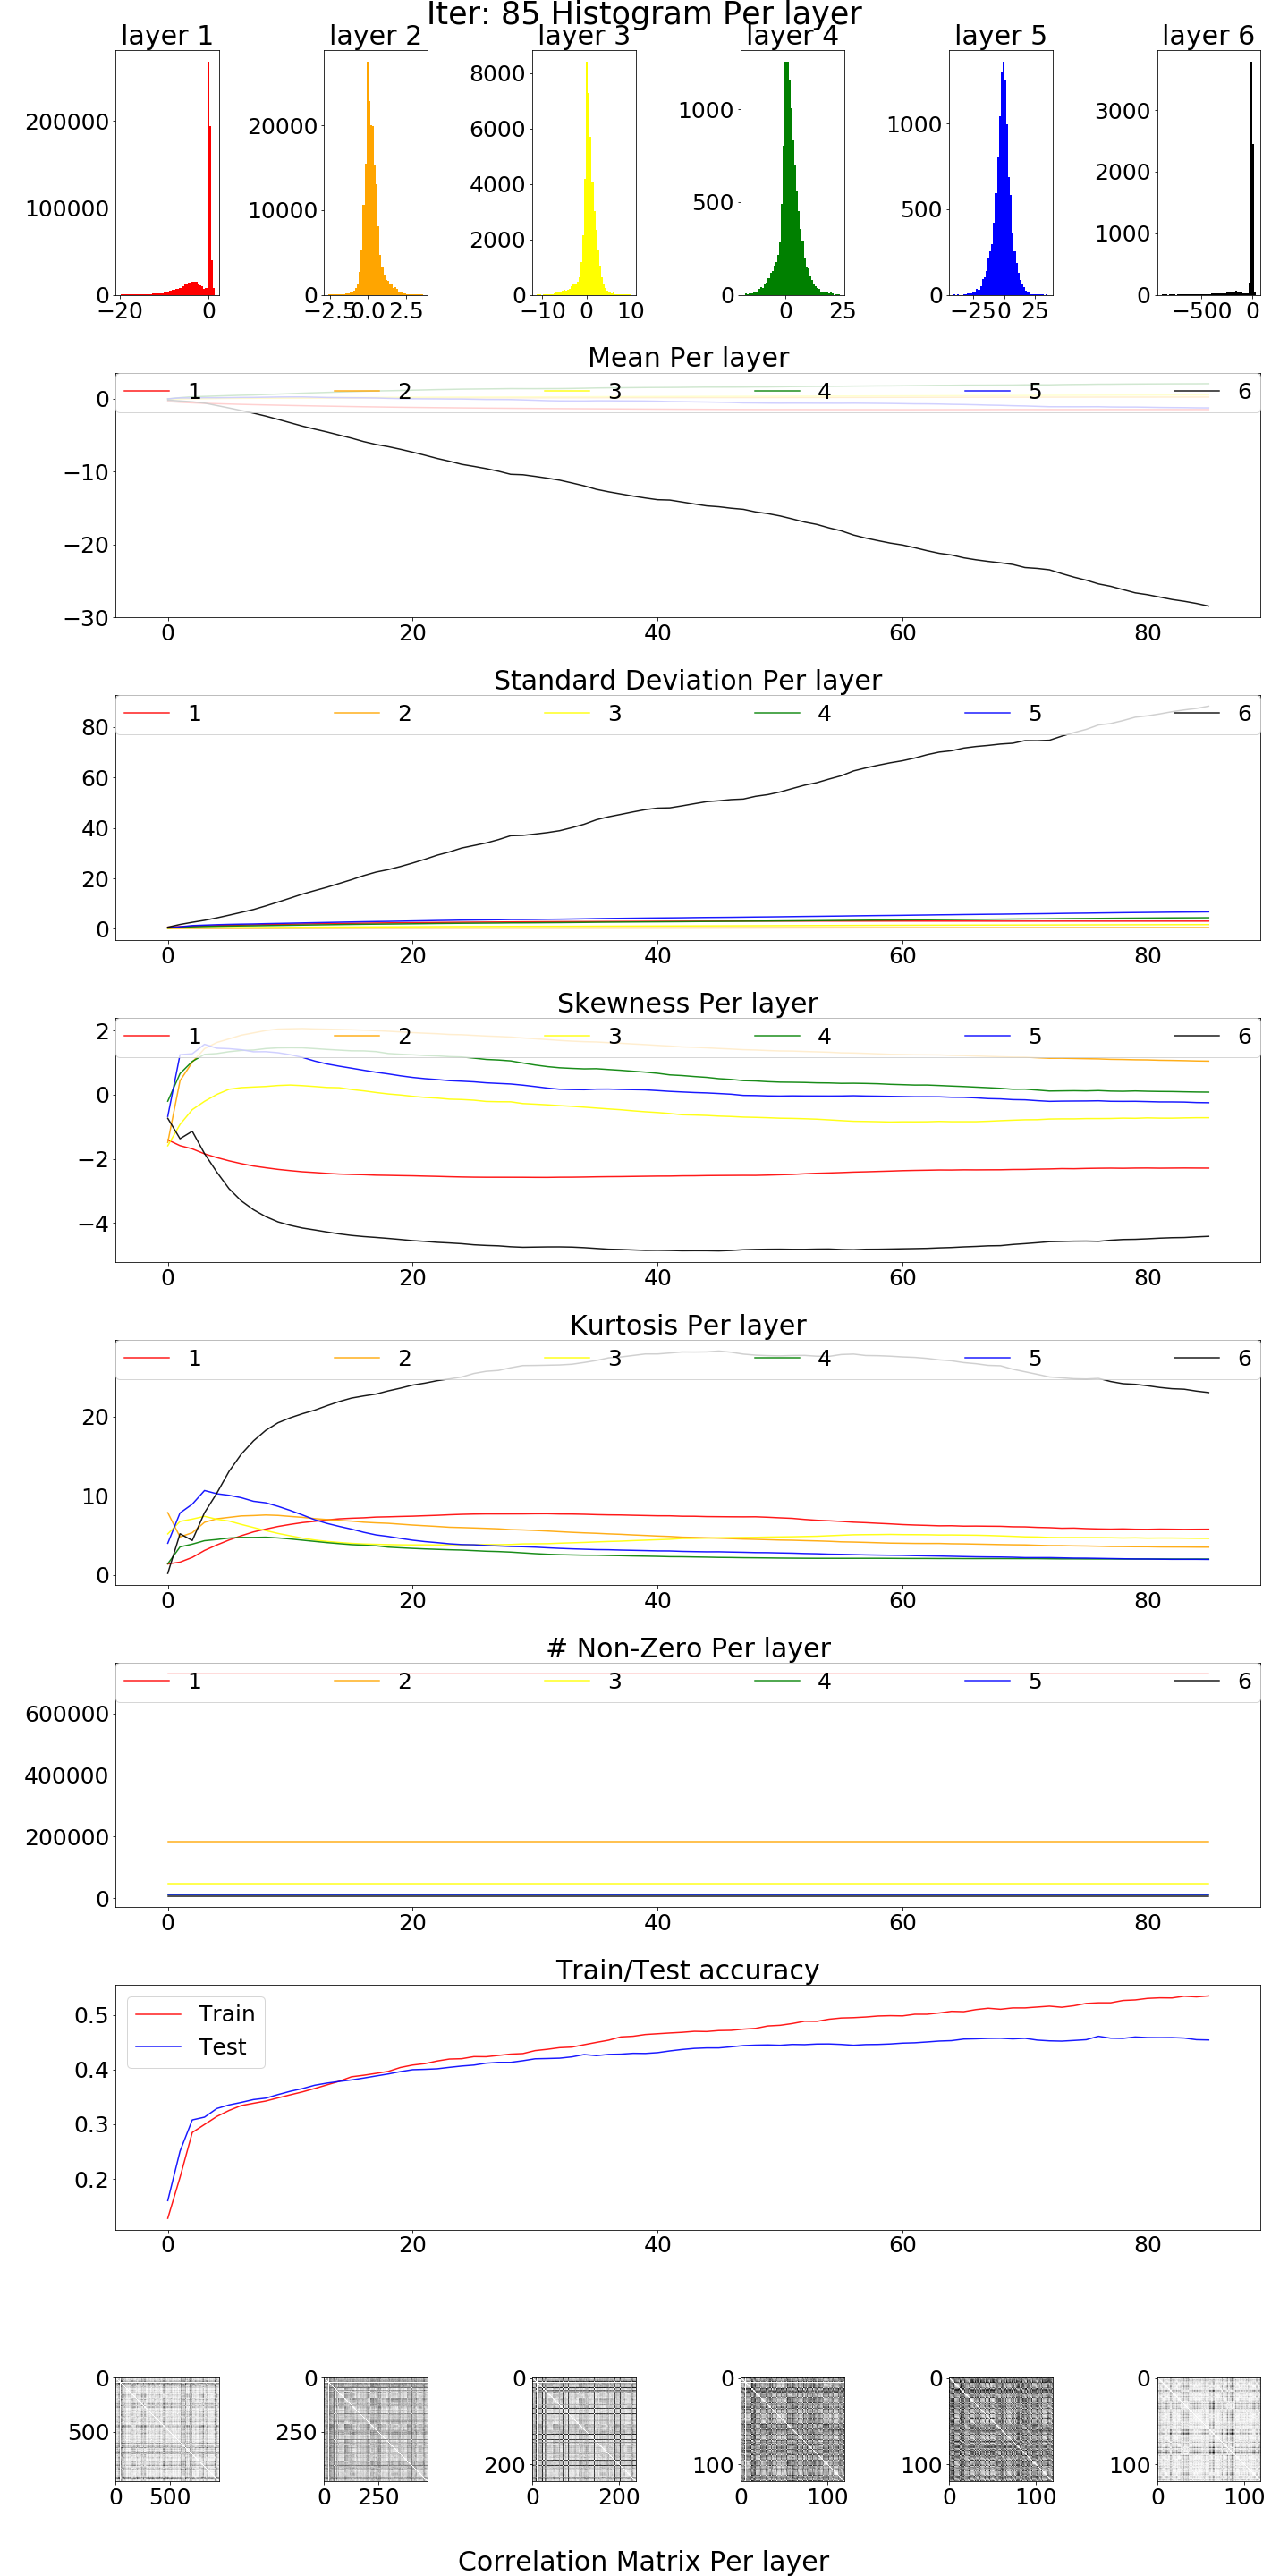 Iter: 85 Histogram Per layer
layer 1 layer 2 layer 3 layer 4 layer 5 layer 6
200000 100000 0 −20 0
20000 10000 0 −2.5 0.0 2.5
8000 6000 4000 2000 0 −10 0 10
1000 500 0 0 25
1000 500 0 −25 0 25
3000 2000 1000 0 −500 0
Mean Per layer
1 2 3 4 5 6
0
−10
−20
−30
0 20 40 60 80
Standard Deviation Per layer
1 2 3 4 5 6
80
60
40
20
0
0 20 40 60 80
Skewness Per layer
1 2 3 4 5 6
2
0
−2
−4
0 20 40 60 80
Kurtosis Per layer
1 2 3 4 5 6
20
10
0
0 20 40 60 80
# Non-Zero Per layer
1 2 3 4 5 6
600000
400000
200000
0
0 20 40 60 80
Train/Test accuracy
Train
Test
0.5
0.4
0.3
0.2
0 20 40 60 80
0 500 0 500
0 250 0 250
0 200 0 200
0 100 0 100
0 100 0 100
0 100 0 100
Correlation Matrix Per layer